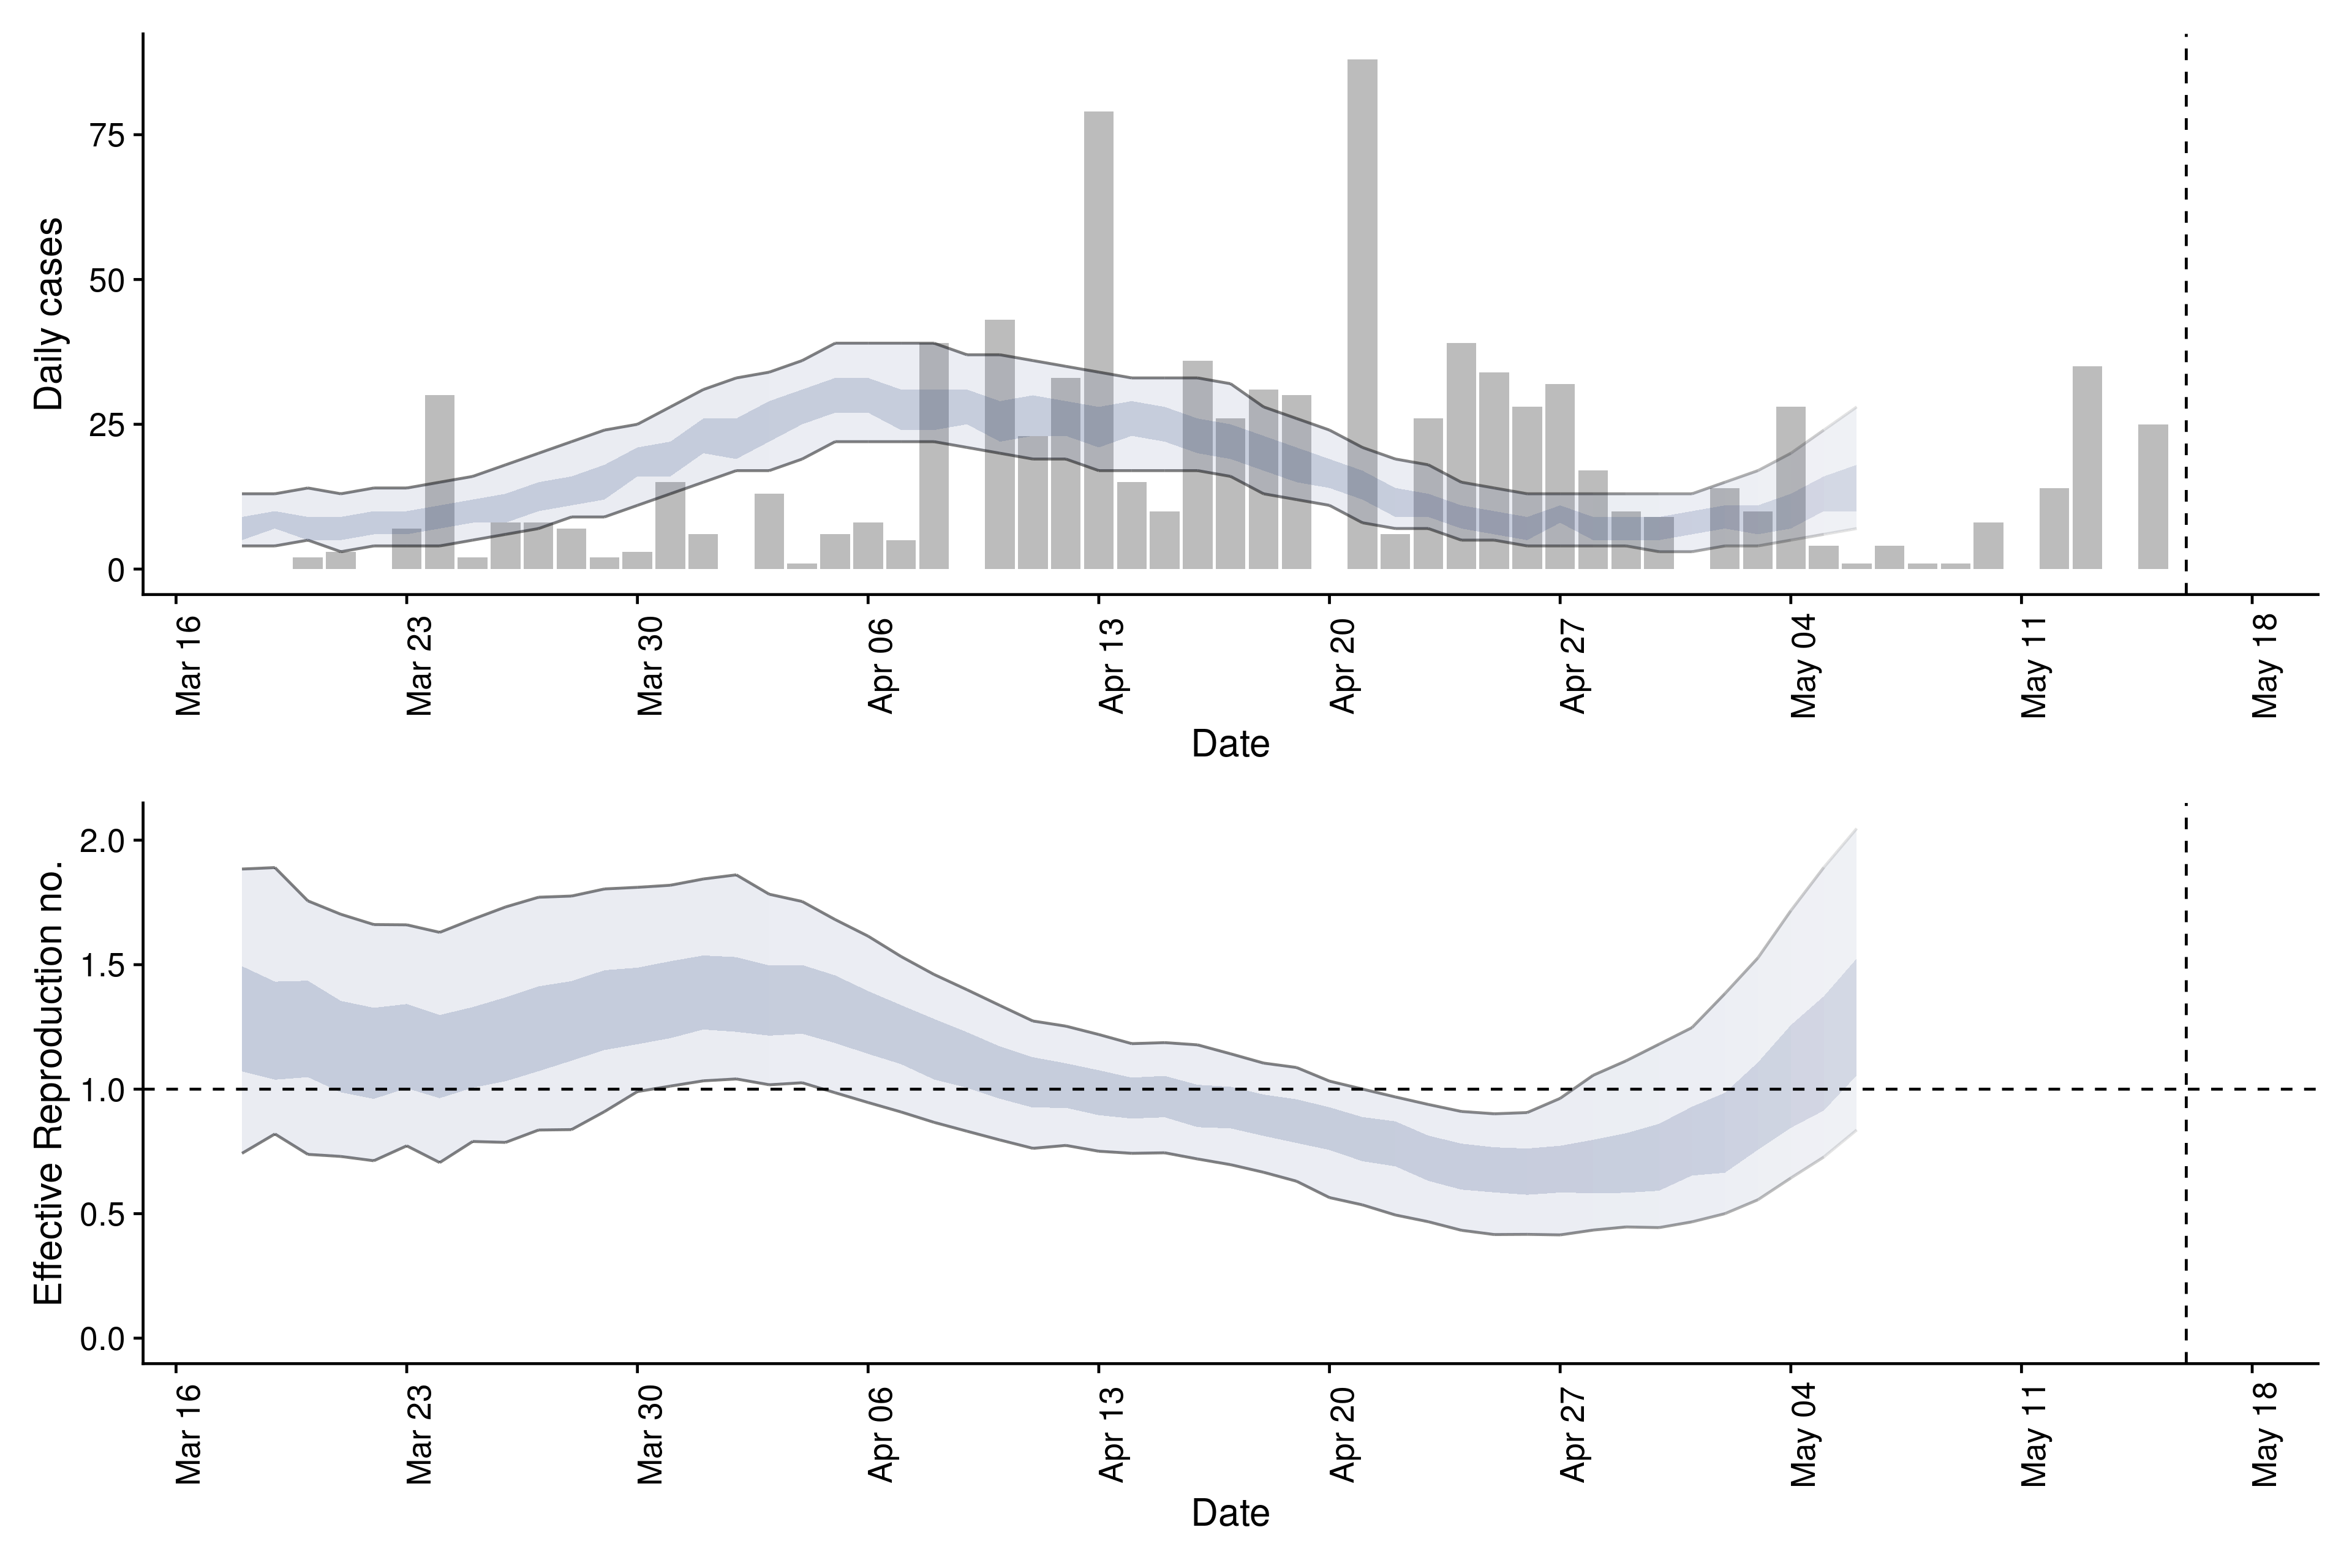 Daily cases
75
50
25
0
Mar 16
Mar 23
Mar 30
Apr 06
Apr 13
Apr 20
Apr 27
May 04
May 11
May 18
Date
Effective Reproduction no.
2.0
1.5
1.0
0.5
0.0
Mar 16
Mar 23
Mar 30
Apr 06
Apr 13
Apr 20
Apr 27
May 04
May 11
May 18
Date